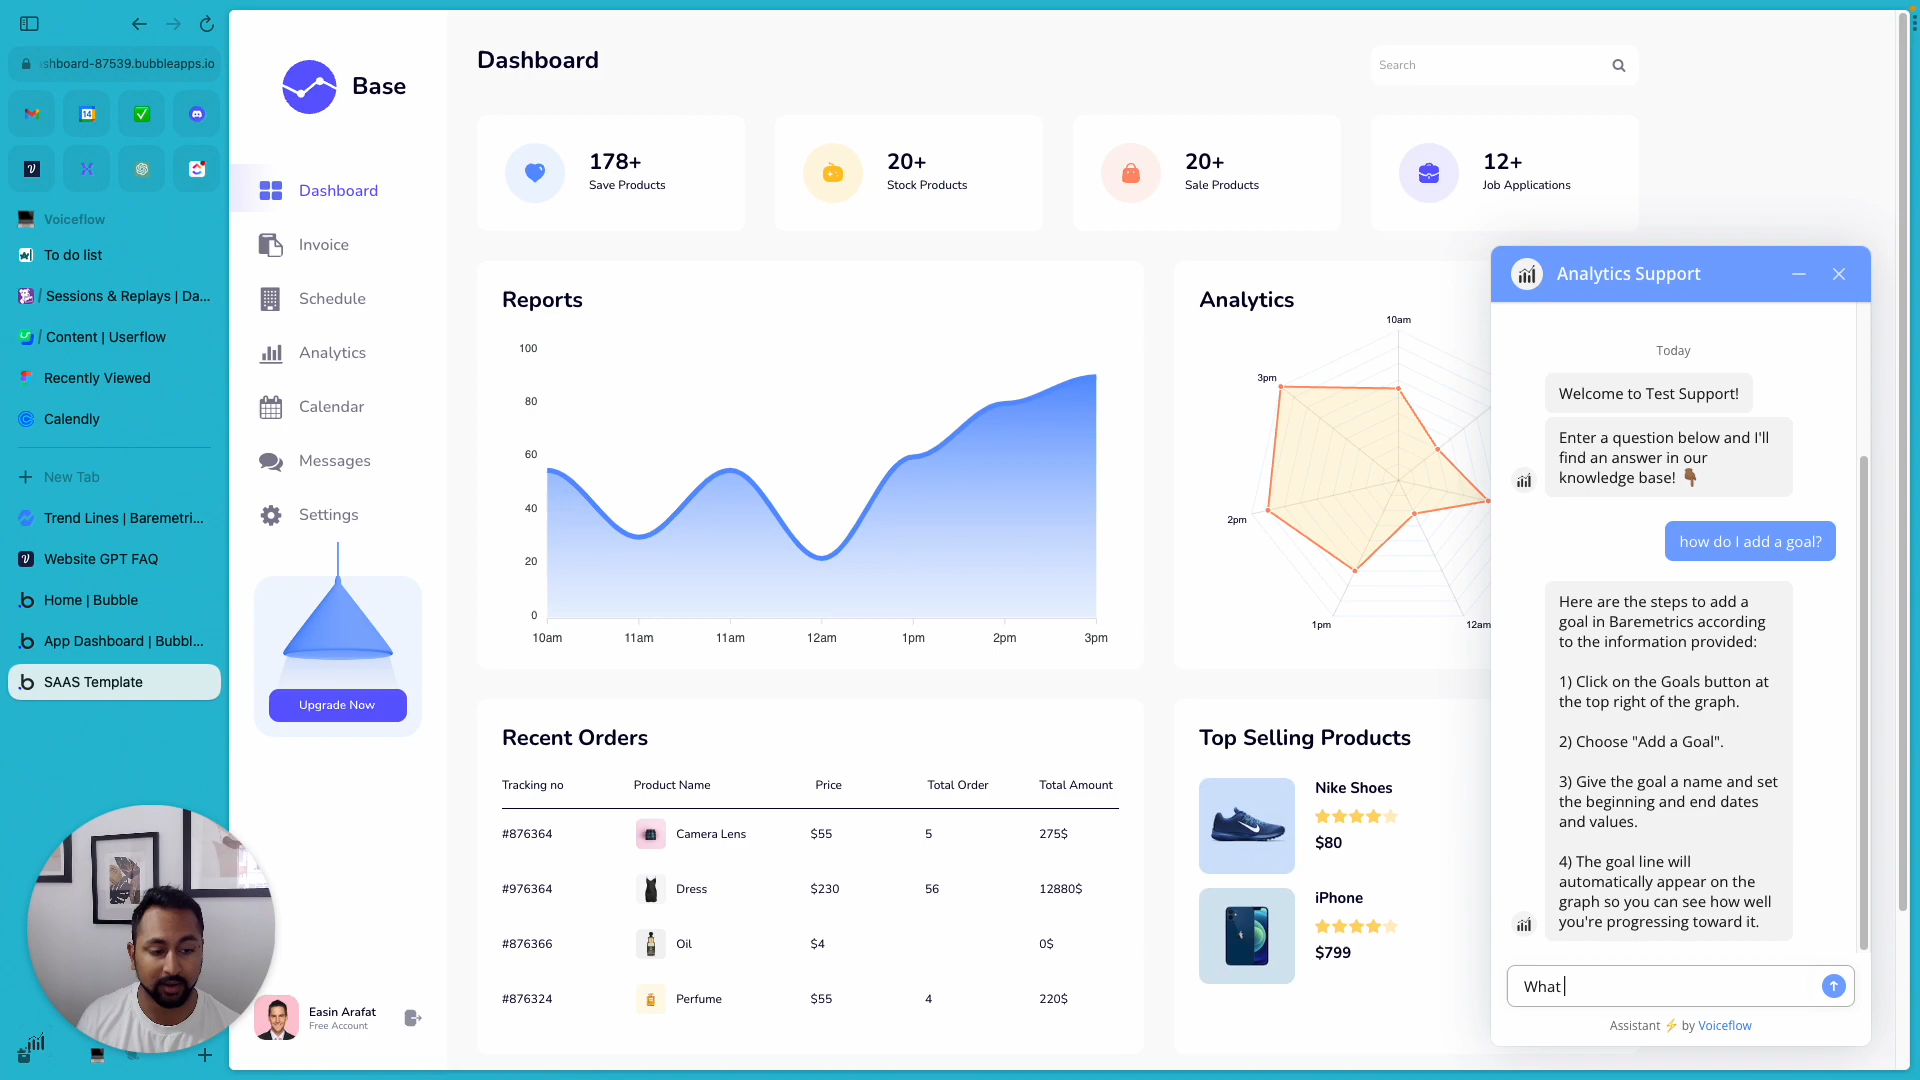 shboard-87539.bubbleapps.io
14
Voiceflow
To do list
/ Sessions & Replays | Da...
/ Content | Userflow
Recently Viewed
Calendly
New Tab
Trend Lines | Baremetri...
Website GPT FAQ
Home | Bubble
App Dashboard | Bubbl...
SAAS Template
Base
Dashboard
Invoice
Schedule
Analytics
Calendar
Messages
Settings
Upgrade Now
Easin Arafat
Free Account
Dashboard
Search
178+
Save Products
20+
Stock Products
20+
Sale Products
12+
Job Applications
Reports
100
80
60
40
20
0
10am 11am 11am 12am 1pm 2pm 3pm
Analytics
10am
3pm
2pm
1pm
12am
Recent Orders
Tracking no Product Name Price Total Order Total Amount
#876364 Camera Lens $55 5 275$
#976364 Dress $230 56 12880$
#876366 Oil $4 0$
#876324 Perfume $55 4 220$
Top Selling Products
Nike Shoes
$80
iPhone
$799
Analytics Support
Today
Welcome to Test Support!
Enter a question below and I'll
find an answer in our
knowledge base! 👇🏾
how do I add a goal?
Here are the steps to add a
goal in Baremetrics according
to the information provided:
1) Click on the Goals button at
the top right of the graph.
2) Choose "Add a Goal".
3) Give the goal a name and set
the beginning and end dates
and values.
4) The goal line will
automatically appear on the
graph so you can see how well
you're progressing toward it.
What
Assistant ⚡ by Voiceflow